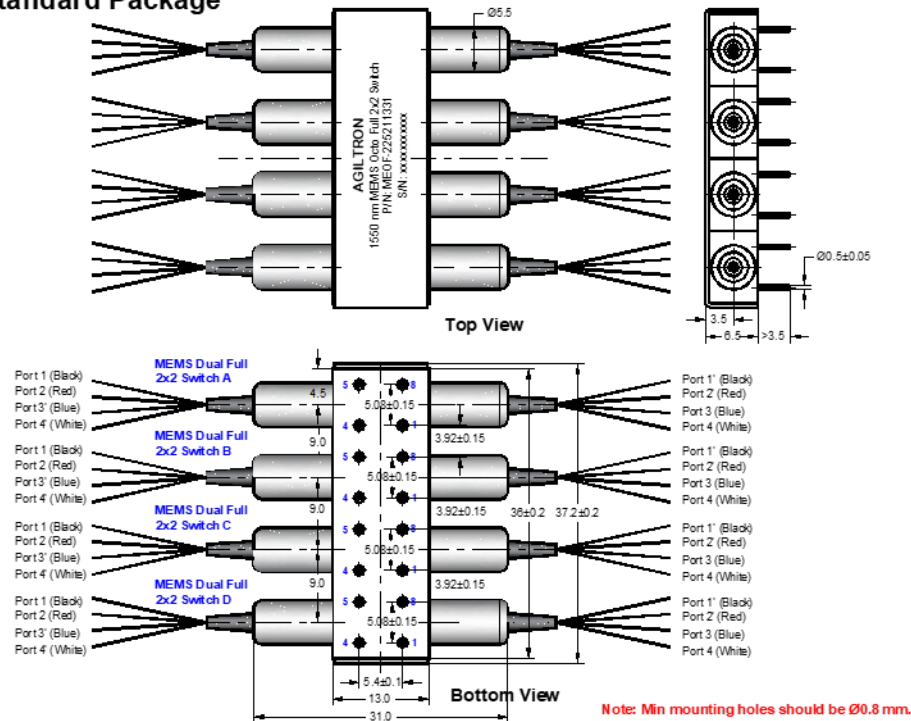 tandard Package
Ø5.5
AGILTRON
1550 nm MEMS Octo Full 2x2 Switch
P/N: MEOF-225211331
S/N: xxxxxxxxxxx
Ø0.5±0.05
3.5
6.5
>3.5
Top View
MEMS Dual Full
2x2 Switch A
Port 1 (Black)
Port 2 (Red)
Port 3' (Blue)
Port 4' (White)
4.5
5
8
5.08±0.15
4
1
Port 1' (Black)
Port 2' (Red)
Port 3 (Blue)
Port 4 (White)
9.0
3.92±0.15
MEMS Dual Full
2x2 Switch B
Port 1 (Black)
Port 2 (Red)
Port 3' (Blue)
Port 4' (White)
5
8
5.08±0.15
4
1
Port 1' (Black)
Port 2' (Red)
Port 3 (Blue)
Port 4 (White)
9.0
3.92±0.15
36±0.2
37.2±0.2
MEMS Dual Full
2x2 Switch C
Port 1 (Black)
Port 2 (Red)
Port 3' (Blue)
Port 4' (White)
5
8
5.08±0.15
4
1
Port 1' (Black)
Port 2' (Red)
Port 3 (Blue)
Port 4 (White)
9.0
3.92±0.15
MEMS Dual Full
2x2 Switch D
Port 1 (Black)
Port 2 (Red)
Port 3' (Blue)
Port 4' (White)
5
8
5.08±0.15
4
1
Port 1' (Black)
Port 2' (Red)
Port 3 (Blue)
Port 4 (White)
5.4±0.1
13.0
31.0
Bottom View
Note: Min mounting holes should be Ø0.8 mm.